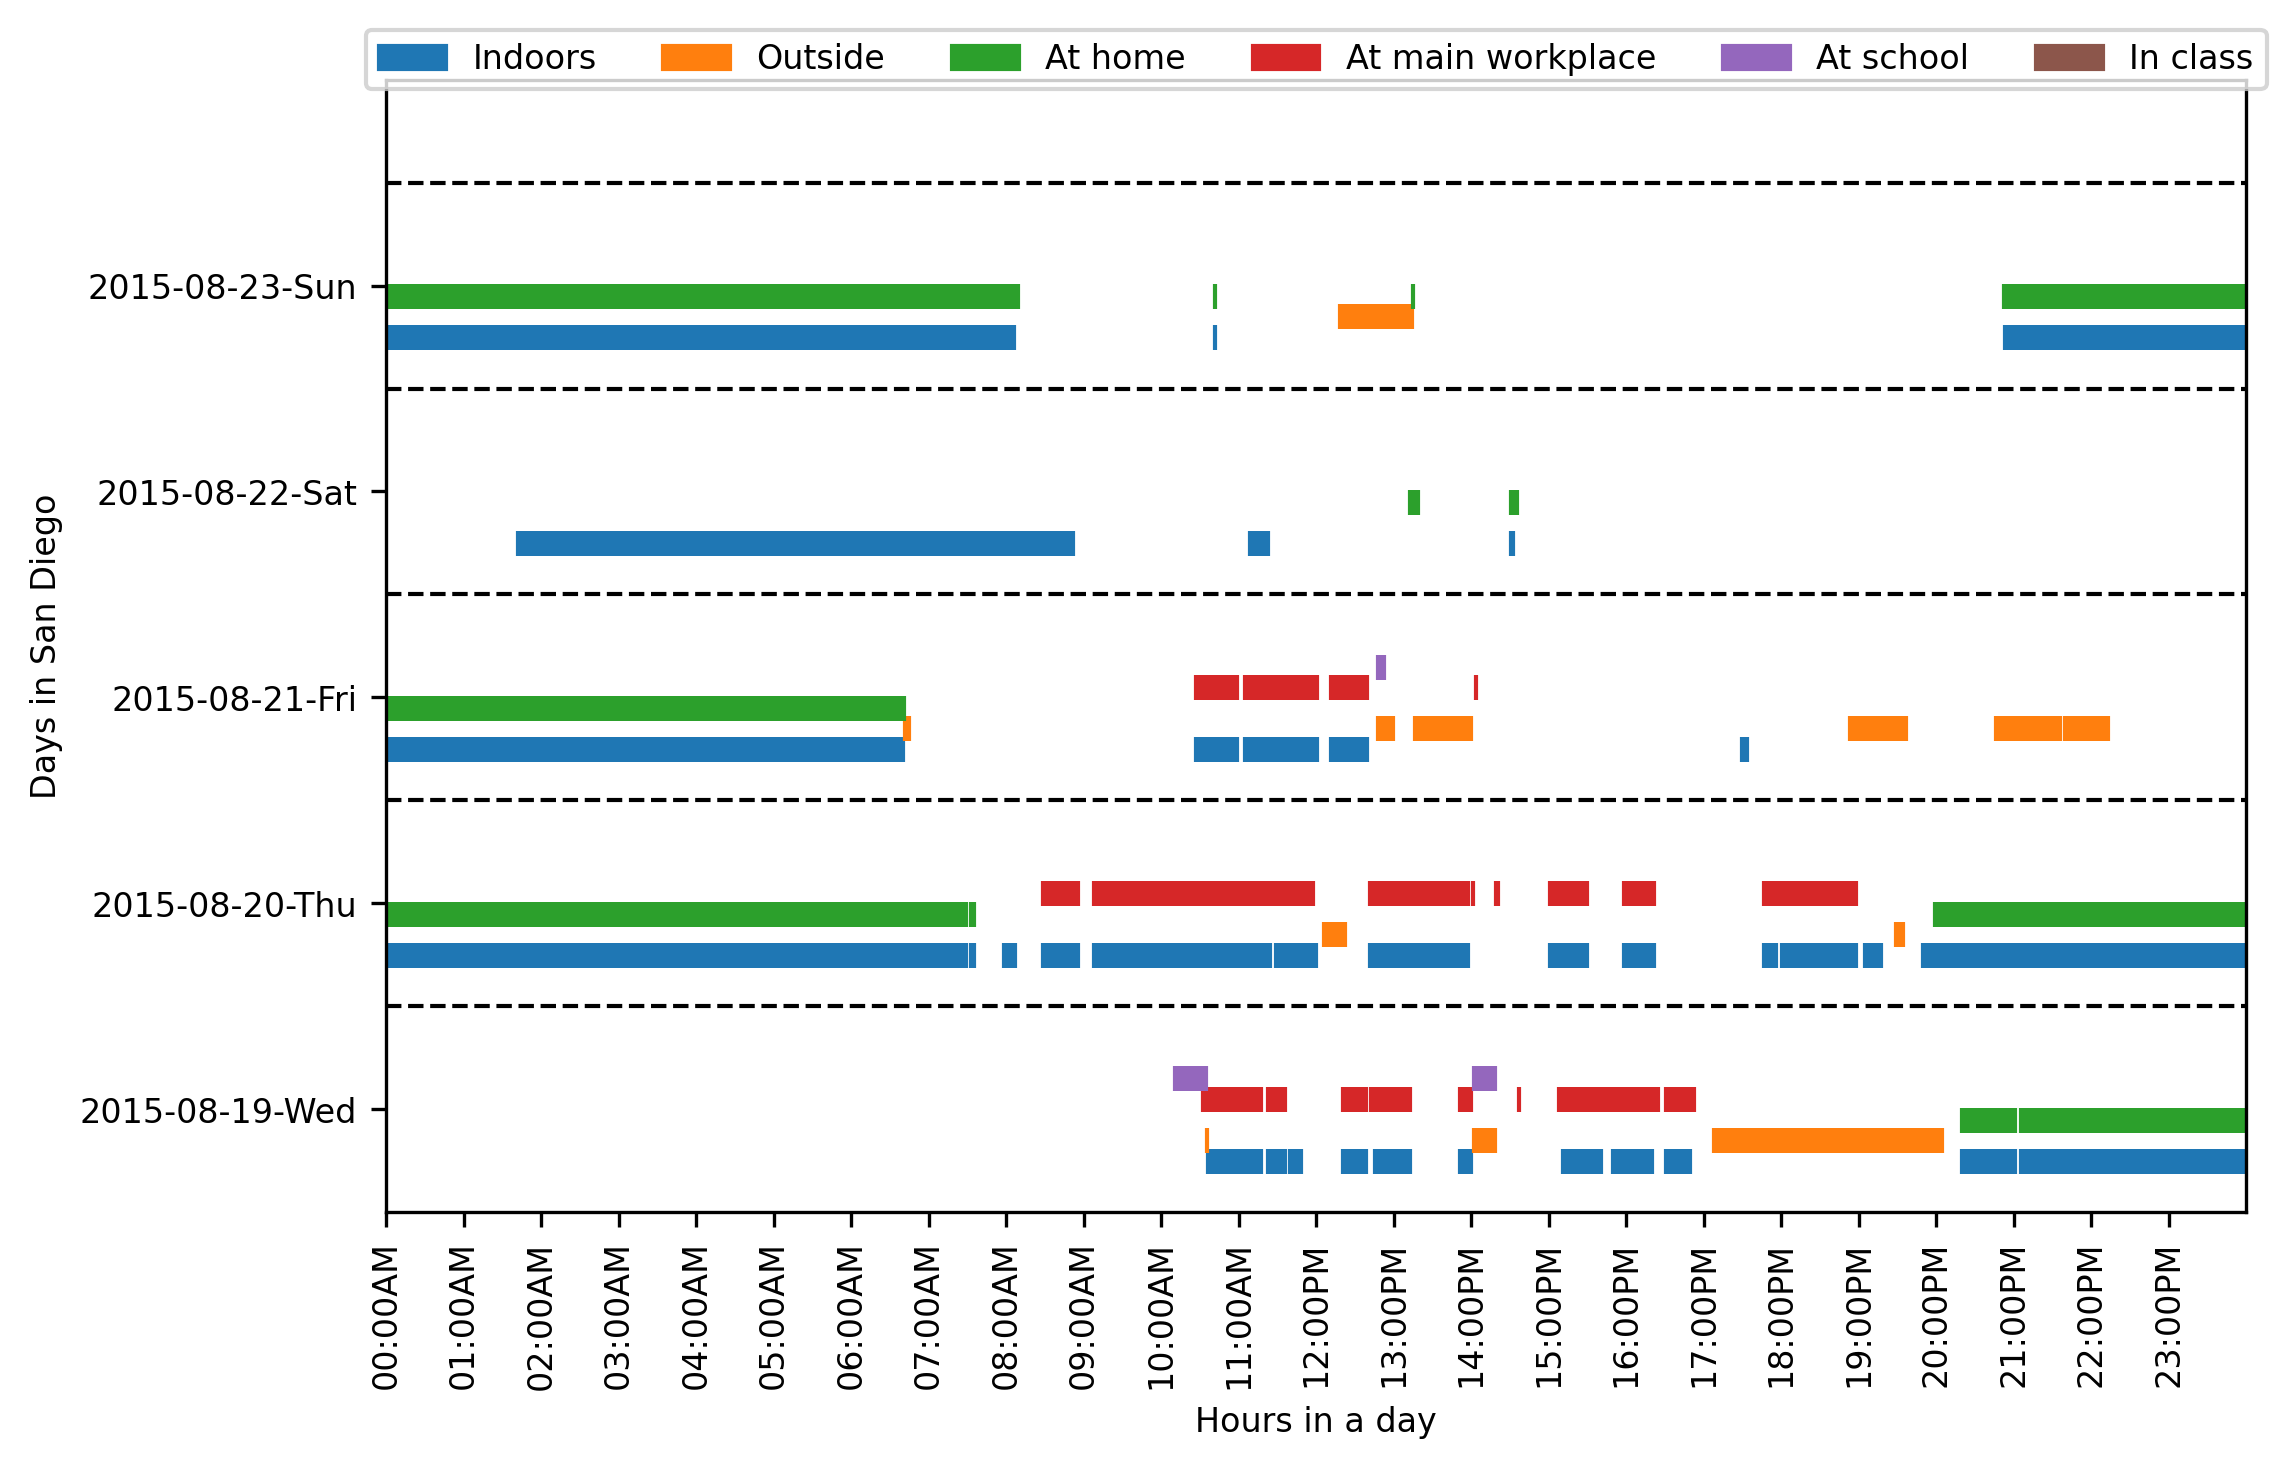 Indoors Outside At home At main workplace At school In class
2015-08-23-Sun
2015-08-22-Sat
2015-08-21-Fri
2015-08-20-Thu
2015-08-19-Wed
Days in San Diego
00:00AM 01:00AM 02:00AM 03:00AM 04:00AM 05:00AM 06:00AM 07:00AM 08:00AM 09:00AM 10:00AM 11:00AM 12:00PM 13:00PM 14:00PM 15:00PM 16:00PM 17:00PM 18:00PM 19:00PM 20:00PM 21:00PM 22:00PM 23:00PM
Hours in a day